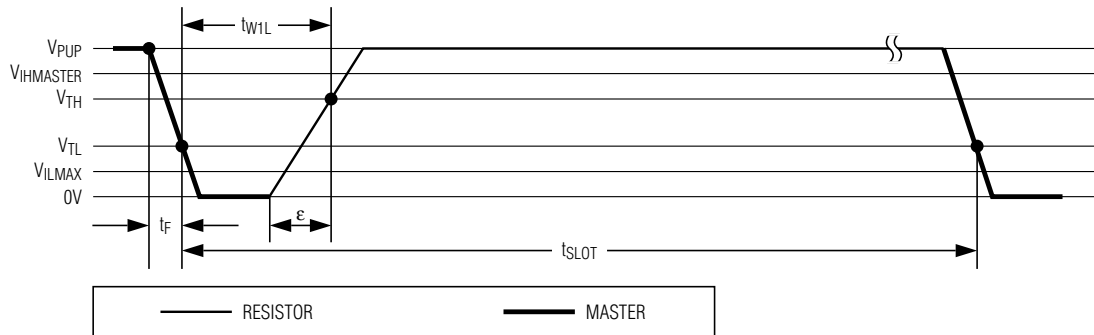 tW1L
VPUP
VIHMASTER
VTH
VTL
VILMAX
0V
tF
ε
tSLOT
RESISTOR
MASTER